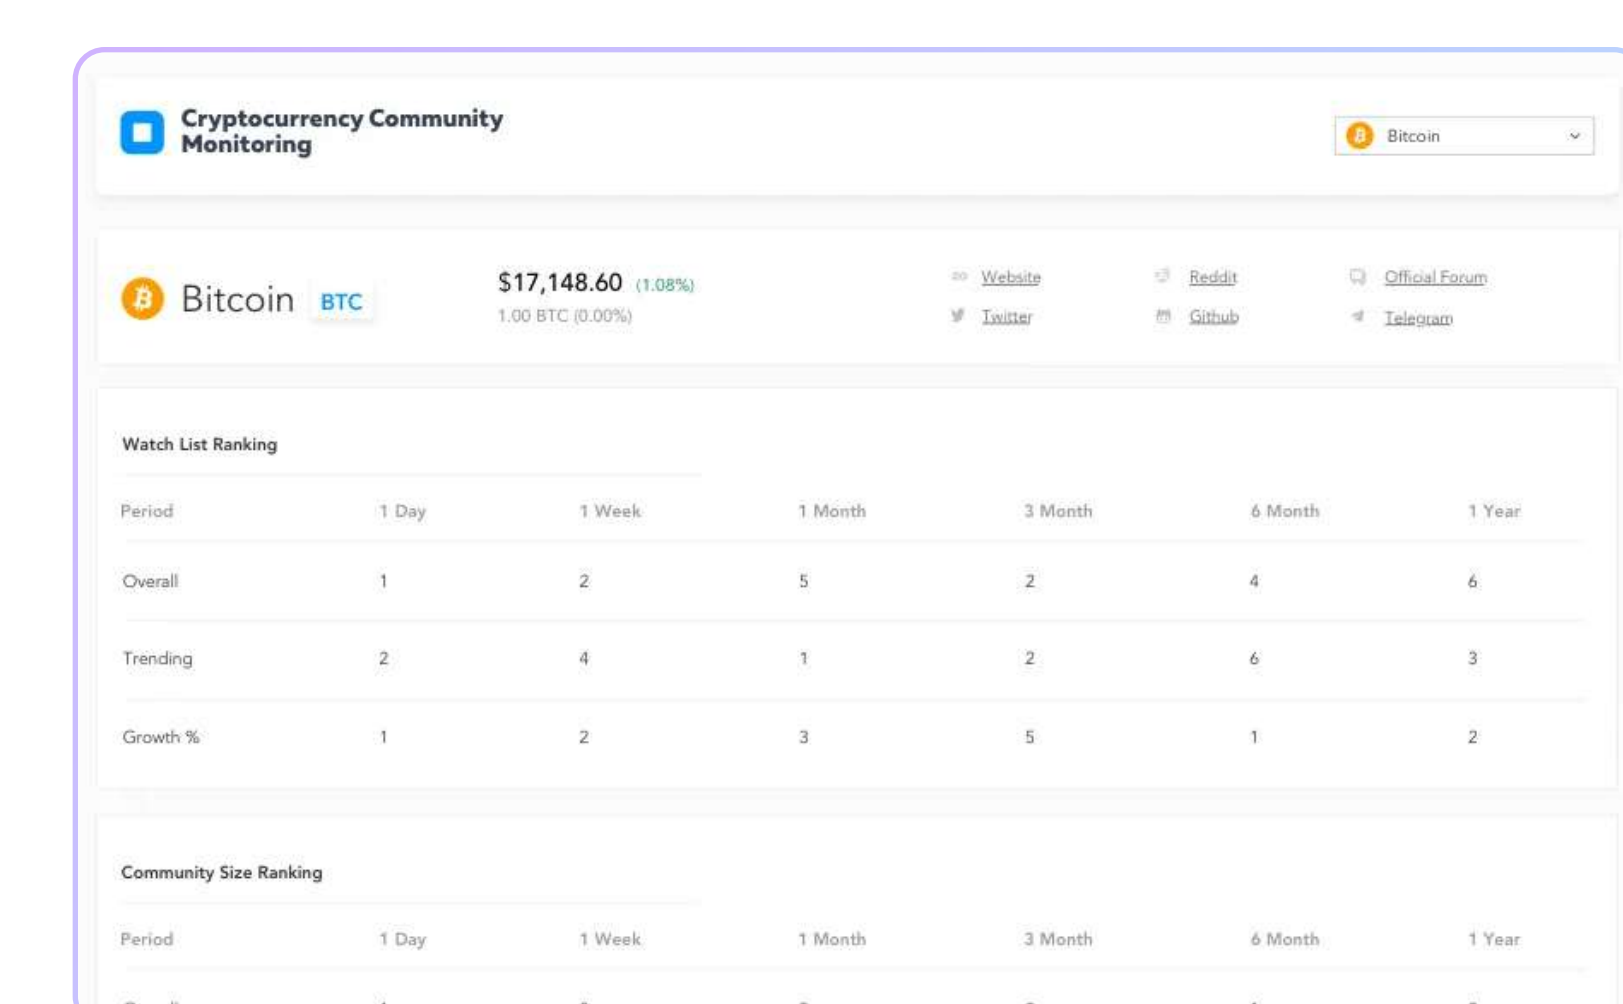 Cryptocurrency Community
Monitoring
Bitcoin
Bitcoin BTC
$17,148.60 (1.08%)
1.00 BTC (0.00%)
Website Reddit Official Forum
Twitter Github Telegram
Watch List Ranking
Period 1 Day 1 Week 1 Month 3 Month 6 Month 1 Year
Overall 1 2 5 2 4 6
Trending 2 4 1 2 6 3
Growth % 1 2 3 5 1 2
Community Size Ranking
Period 1 Day 1 Week 1 Month 3 Month 6 Month 1 Year